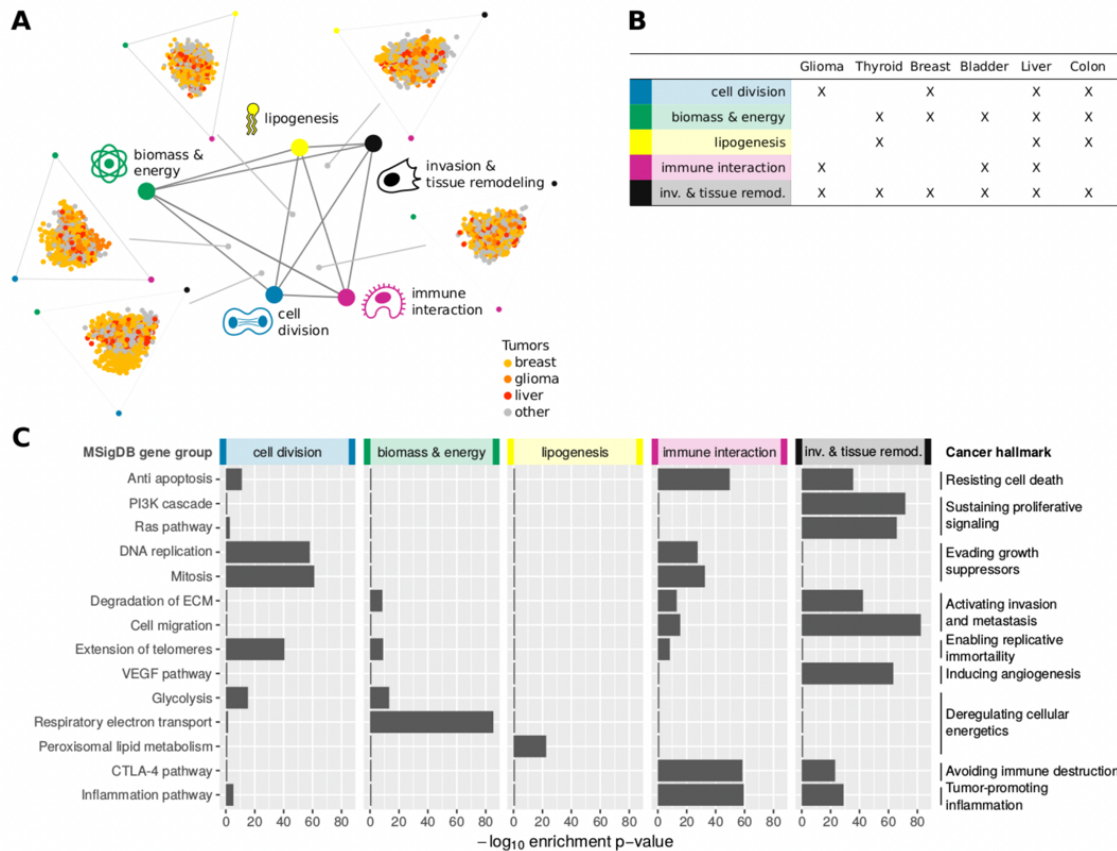 A
lipogenesis
biomass &
energy
invasion &
tissue remodeling
cell
division
immune
interaction
Tumors
breast
glioma
liver
other
B
Glioma Thyroid Breast Bladder Liver Colon
cell division X X X X
biomass & energy X X X X X
lipogenesis X X X
immune interaction X X X
inv. & tissue remod. X X X X X X
C
MSigDB gene group cell division biomass & energy lipogenesis immune interaction inv. & tissue remod. Cancer hallmark
Anti apoptosis
PI3K cascade
Ras pathway
DNA replication
Mitosis
Degradation of ECM
Cell migration
Extension of telomeres
VEGF pathway
Glycolysis
Respiratory electron transport
Peroxisomal lipid metabolism
CTLA-4 pathway
Inflammation pathway
Resisting cell death
Sustaining proliferative
signaling
Evading growth
suppressors
Activating invasion
and metastasis
Enabling replicative
immortaility
Inducing angiogenesis
Deregulating cellular
energetics
Avoiding immune destruction
Tumor-promoting
inflammation
0 20 40 60 80 0 20 40 60 80 0 20 40 60 80 0 20 40 60 80 0 20 40 60 80
−log10 enrichment p−value